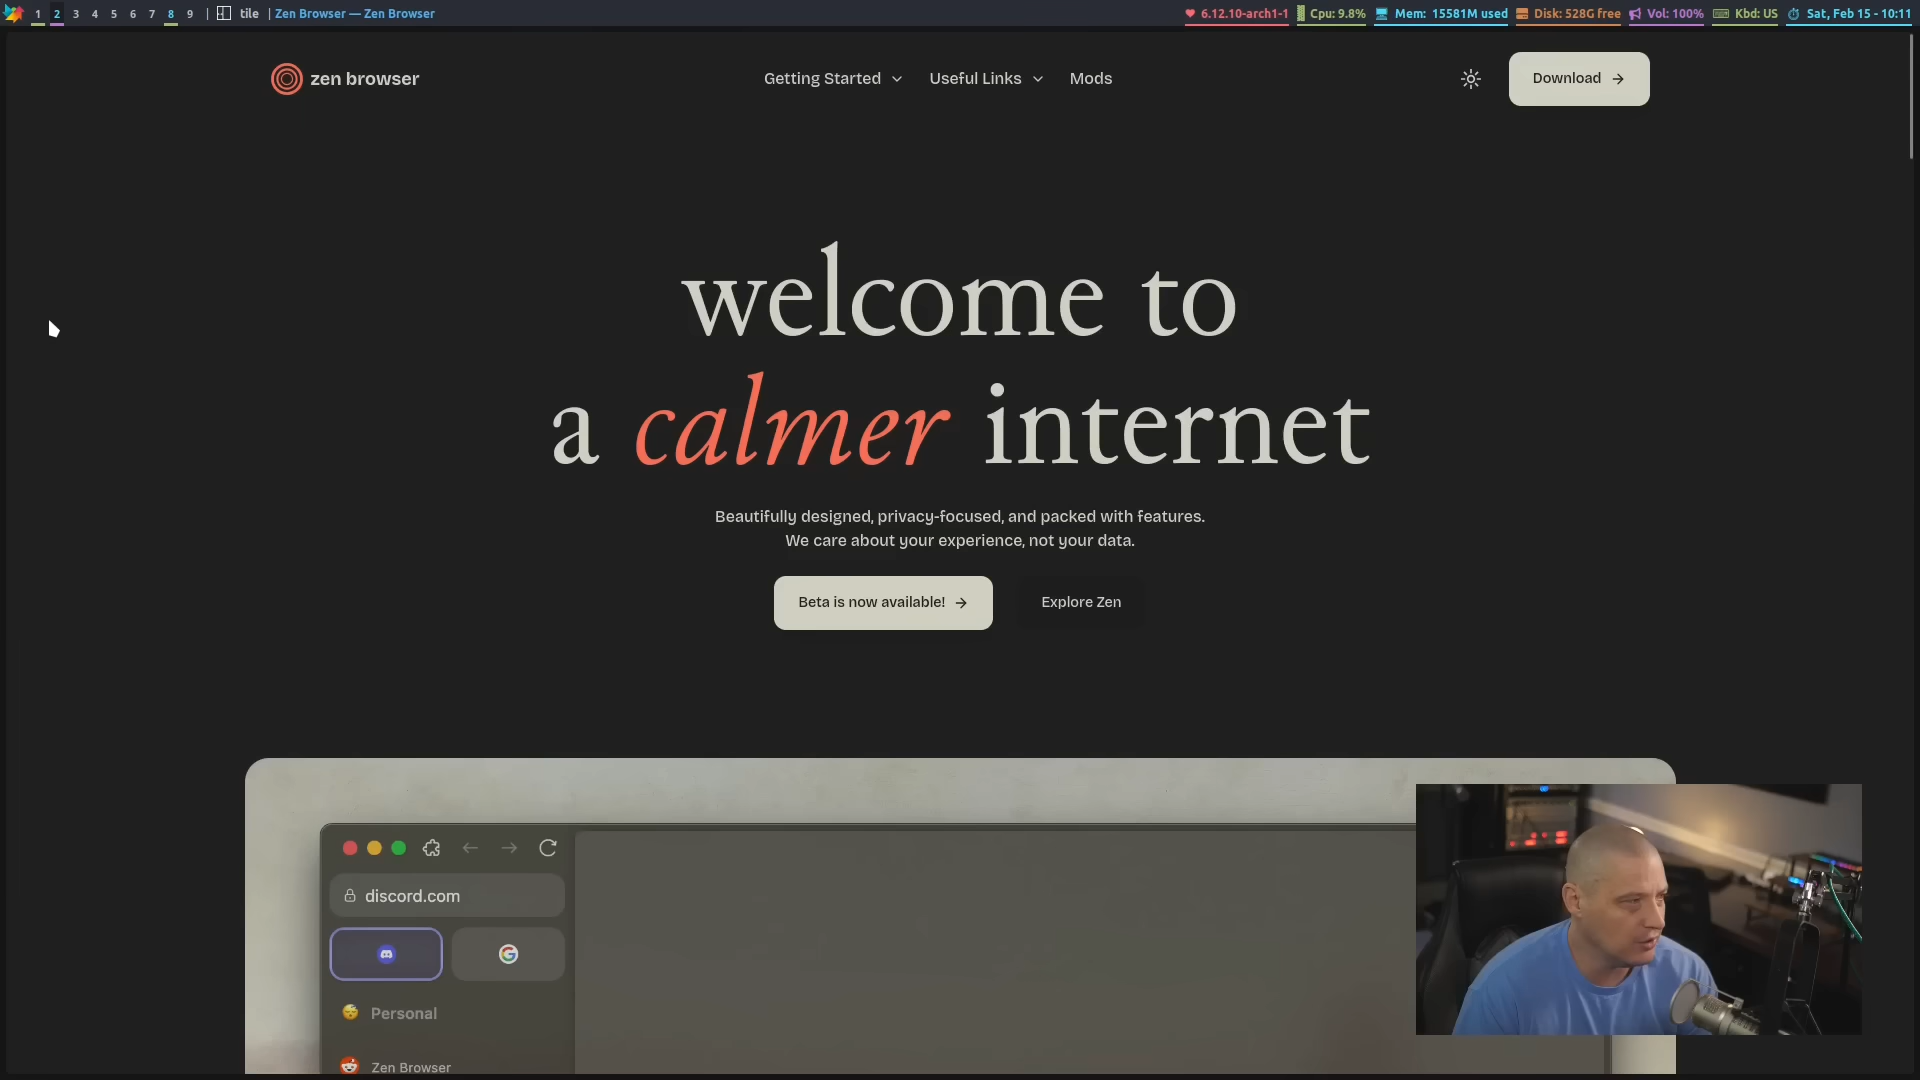 1 2 3 4 5 6 7 8 9 | tile | Zen Browser — Zen Browser
6.12.10-arch1-1 Cpu: 9.8% Mem: 15581M used Disk: 528G free Vol: 100% Kbd: US Sat, Feb 15 - 10:11
zen browser
Getting Started Useful Links Mods
Download →
welcome to
a calmer internet
Beautifully designed, privacy-focused, and packed with features.
We care about your experience, not your data.
Beta is now available! →
Explore Zen
discord.com
Personal
Zen Browser